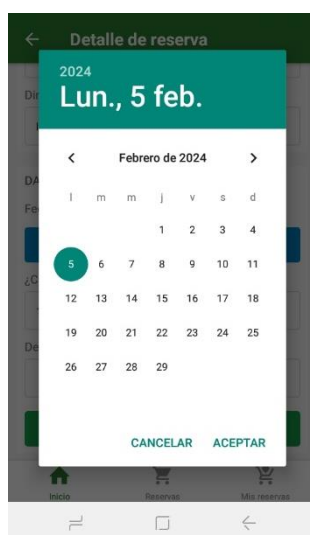 Detalle de reserva
2024
Lun., 5 feb.
Febrero de 2024
l m m j v s d
1 2 3 4
5 6 7 8 9 10 11
12 13 14 15 16 17 18
19 20 21 22 23 24 25
26 27 28 29
CANCELAR ACEPTAR
Inicio Reservas Mis reservas